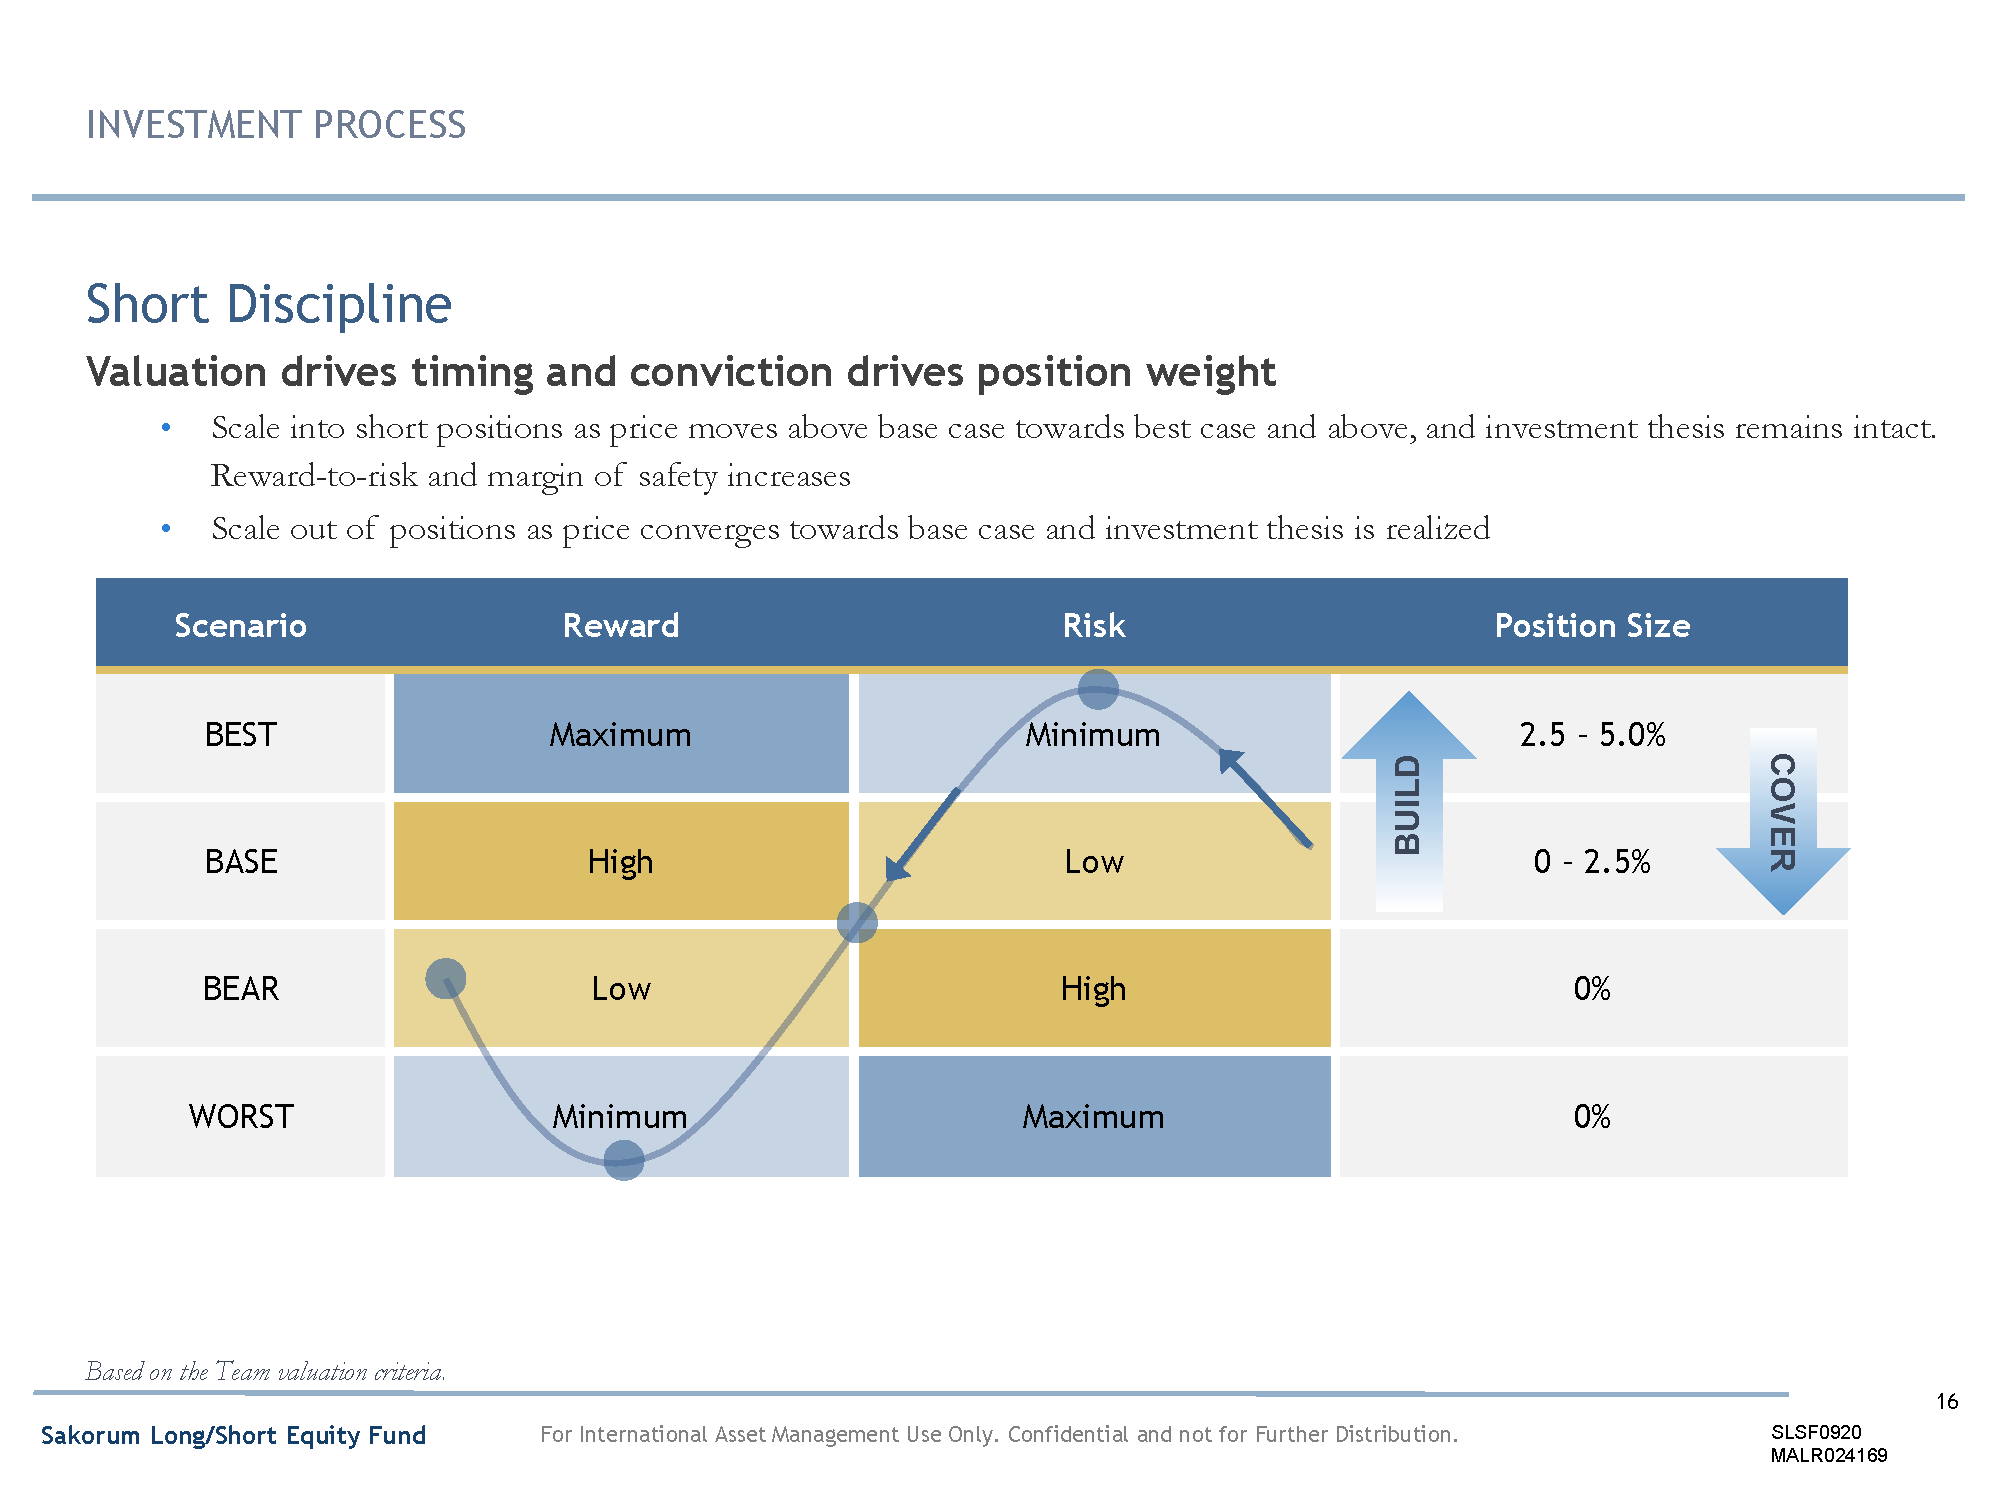 INVESTMENT PROCESS
Short Discipline
Valuation drives timing and conviction drives position weight
• Scale into short positions as price moves above base case towards best case and above, and investment thesis remains intact.
Reward-to-risk and margin of safety increases
• Scale out of positions as price converges towards base case and investment thesis is realized
Scenario Reward Risk Position Size
BEST Maximum Minimum 2.5 – 5.0%
BASE High Low 0 – 2.5%
BEAR Low High 0%
WORST Minimum Maximum 0%
BUILD
COVER
Based on the Team valuation criteria.
16
Sakorum Long/Short Equity Fund
For International Asset Management Use Only. Confidential and not for Further Distribution.
SLSF0920
MALR024169